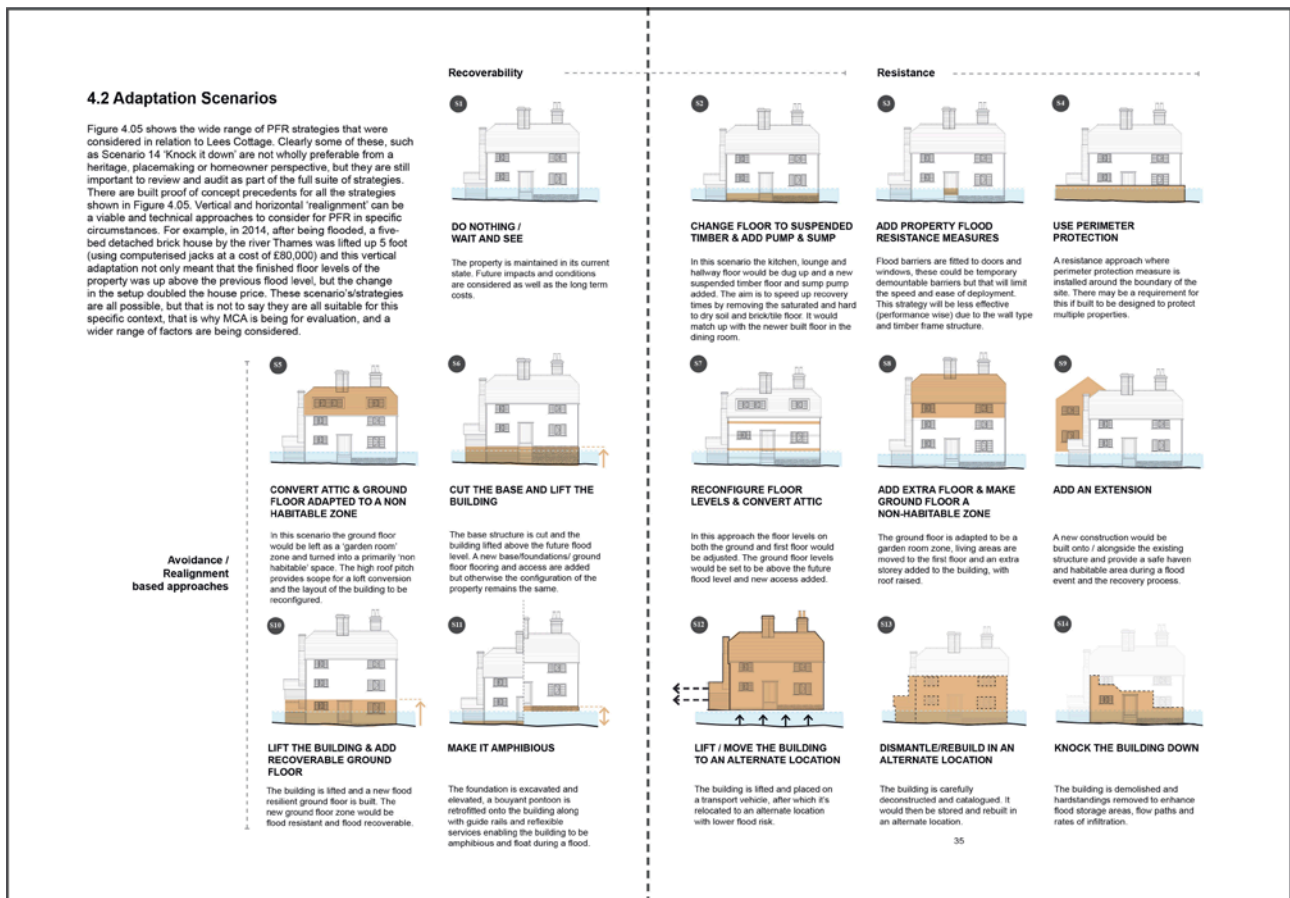 4.2 Adaptation Scenarios
Figure 4.05 shows the wide range of PFR strategies that were
considered in relation to Lees Cottage. Clearly some of these, such
as Scenario 14 ‘Knock it down’ are not wholly preferable from a
heritage, placemaking or homeowner perspective, but they are still
important to review and audit as part of the full suite of strategies.
There are built proof of concept precedents for all the strategies
shown in Figure 4.05. Vertical and horizontal ‘realignment’ can be
a viable and technical approaches to consider for PFR in specific
circumstances. For example, in 2014, after being flooded, a five-
bed detached brick house by the river Thames was lifted up 5 foot
(using computerised jacks at a cost of £80,000) and this vertical
adaptation not only meant that the finished floor levels of the
property was up above the previous flood level, but the change
in the setup doubled the house price. These scenario’s/strategies
are all possible, but that is not to say they are all suitable for this
specific context, that is why MCA is being for evaluation, and a
wider range of factors are being considered.
Recoverability
Resistance
S1
DO NOTHING /
WAIT AND SEE
The property is maintained in its current
state. Future impacts and conditions
are considered as well as the long term
costs.
S2
CHANGE FLOOR TO SUSPENDED
TIMBER & ADD PUMP & SUMP
In this scenario the kitchen, lounge and
hallway floor would be dug up and a new
suspended timber floor and sump pump
added. The aim is to speed up recovery
times by removing the saturated and hard
to dry soil and brick/tile floor. It would
match up with the newer built floor in the
dining room.
S3
ADD PROPERTY FLOOD
RESISTANCE MEASURES
Flood barriers are fitted to doors and
windows, these could be temporary
demountable barriers but that will limit
the speed and ease of deployment.
This strategy will be less effective
(performance wise) due to the wall type
and timber frame structure.
S4
USE PERIMETER
PROTECTION
A resistance approach where
perimeter protection measure is
installed around the boundary of the
site. There may be a requirement for
this if built to be designed to protect
multiple properties.
Avoidance /
Realignment
based approaches
S5
CONVERT ATTIC & GROUND
FLOOR ADAPTED TO A NON
HABITABLE ZONE
In this scenario the ground floor
would be left as a ‘garden room’
zone and turned into a primarily ‘non
habitable’ space. The high roof pitch
provides scope for a loft conversion
and the layout of the building to be
reconfigured.
S6
CUT THE BASE AND LIFT THE
BUILDING
The base structure is cut and the
building lifted above the future flood
level. A new base/foundations/ ground
floor flooring and access are added
but otherwise the configuration of the
property remains the same.
S7
RECONFIGURE FLOOR
LEVELS & CONVERT ATTIC
In this approach the floor levels on
both the ground and first floor would
be adjusted. The ground floor levels
would be set to be above the future
flood level and new access added.
S8
ADD EXTRA FLOOR & MAKE
GROUND FLOOR A
NON-HABITABLE ZONE
The ground floor is adapted to be a
garden room zone, living areas are
moved to the first floor and an extra
storey added to the building, with
roof raised.
S9
ADD AN EXTENSION
A new construction would be
built onto / alongside the existing
structure and provide a safe haven
and habitable area during a flood
event and the recovery process.
S10
LIFT THE BUILDING & ADD
RECOVERABLE GROUND
FLOOR
The building is lifted and a new flood
resilient ground floor is built. The
new ground floor zone would be
flood resistant and flood recoverable.
S11
MAKE IT AMPHIBIOUS
The foundation is excavated and
elevated, a bouyant pontoon is
retrofitted onto the building along
with guide rails and reflexible
services enabling the building to be
amphibious and float during a flood.
S12
LIFT / MOVE THE BUILDING
TO AN ALTERNATE LOCATION
The building is lifted and placed on
a transport vehicle, after which it’s
relocated to an alternate location
with lower flood risk.
S13
DISMANTLE/REBUILD IN AN
ALTERNATE LOCATION
The building is carefully
deconstructed and catalogued. It
would then be stored and rebuilt in
an alternate location.
S14
KNOCK THE BUILDING DOWN
The building is demolished and
hardstandings removed to enhance
flood storage areas, flow paths and
rates of infiltration.
35